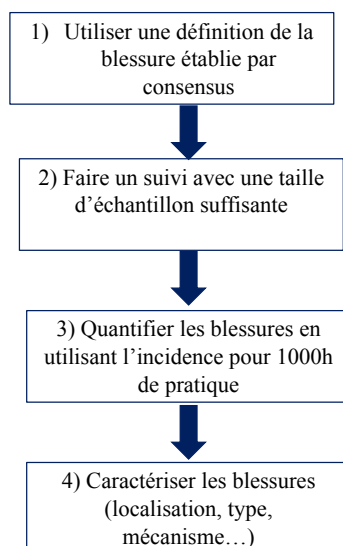 1) Utiliser une définition de la
blessure établie par
consensus
2) Faire un suivi avec une taille
d’échantillon suffisante
3) Quantifier les blessures en
utilisant l’incidence pour 1000h
de pratique
4) Caractériser les blessures
(localisation, type,
mécanisme…)